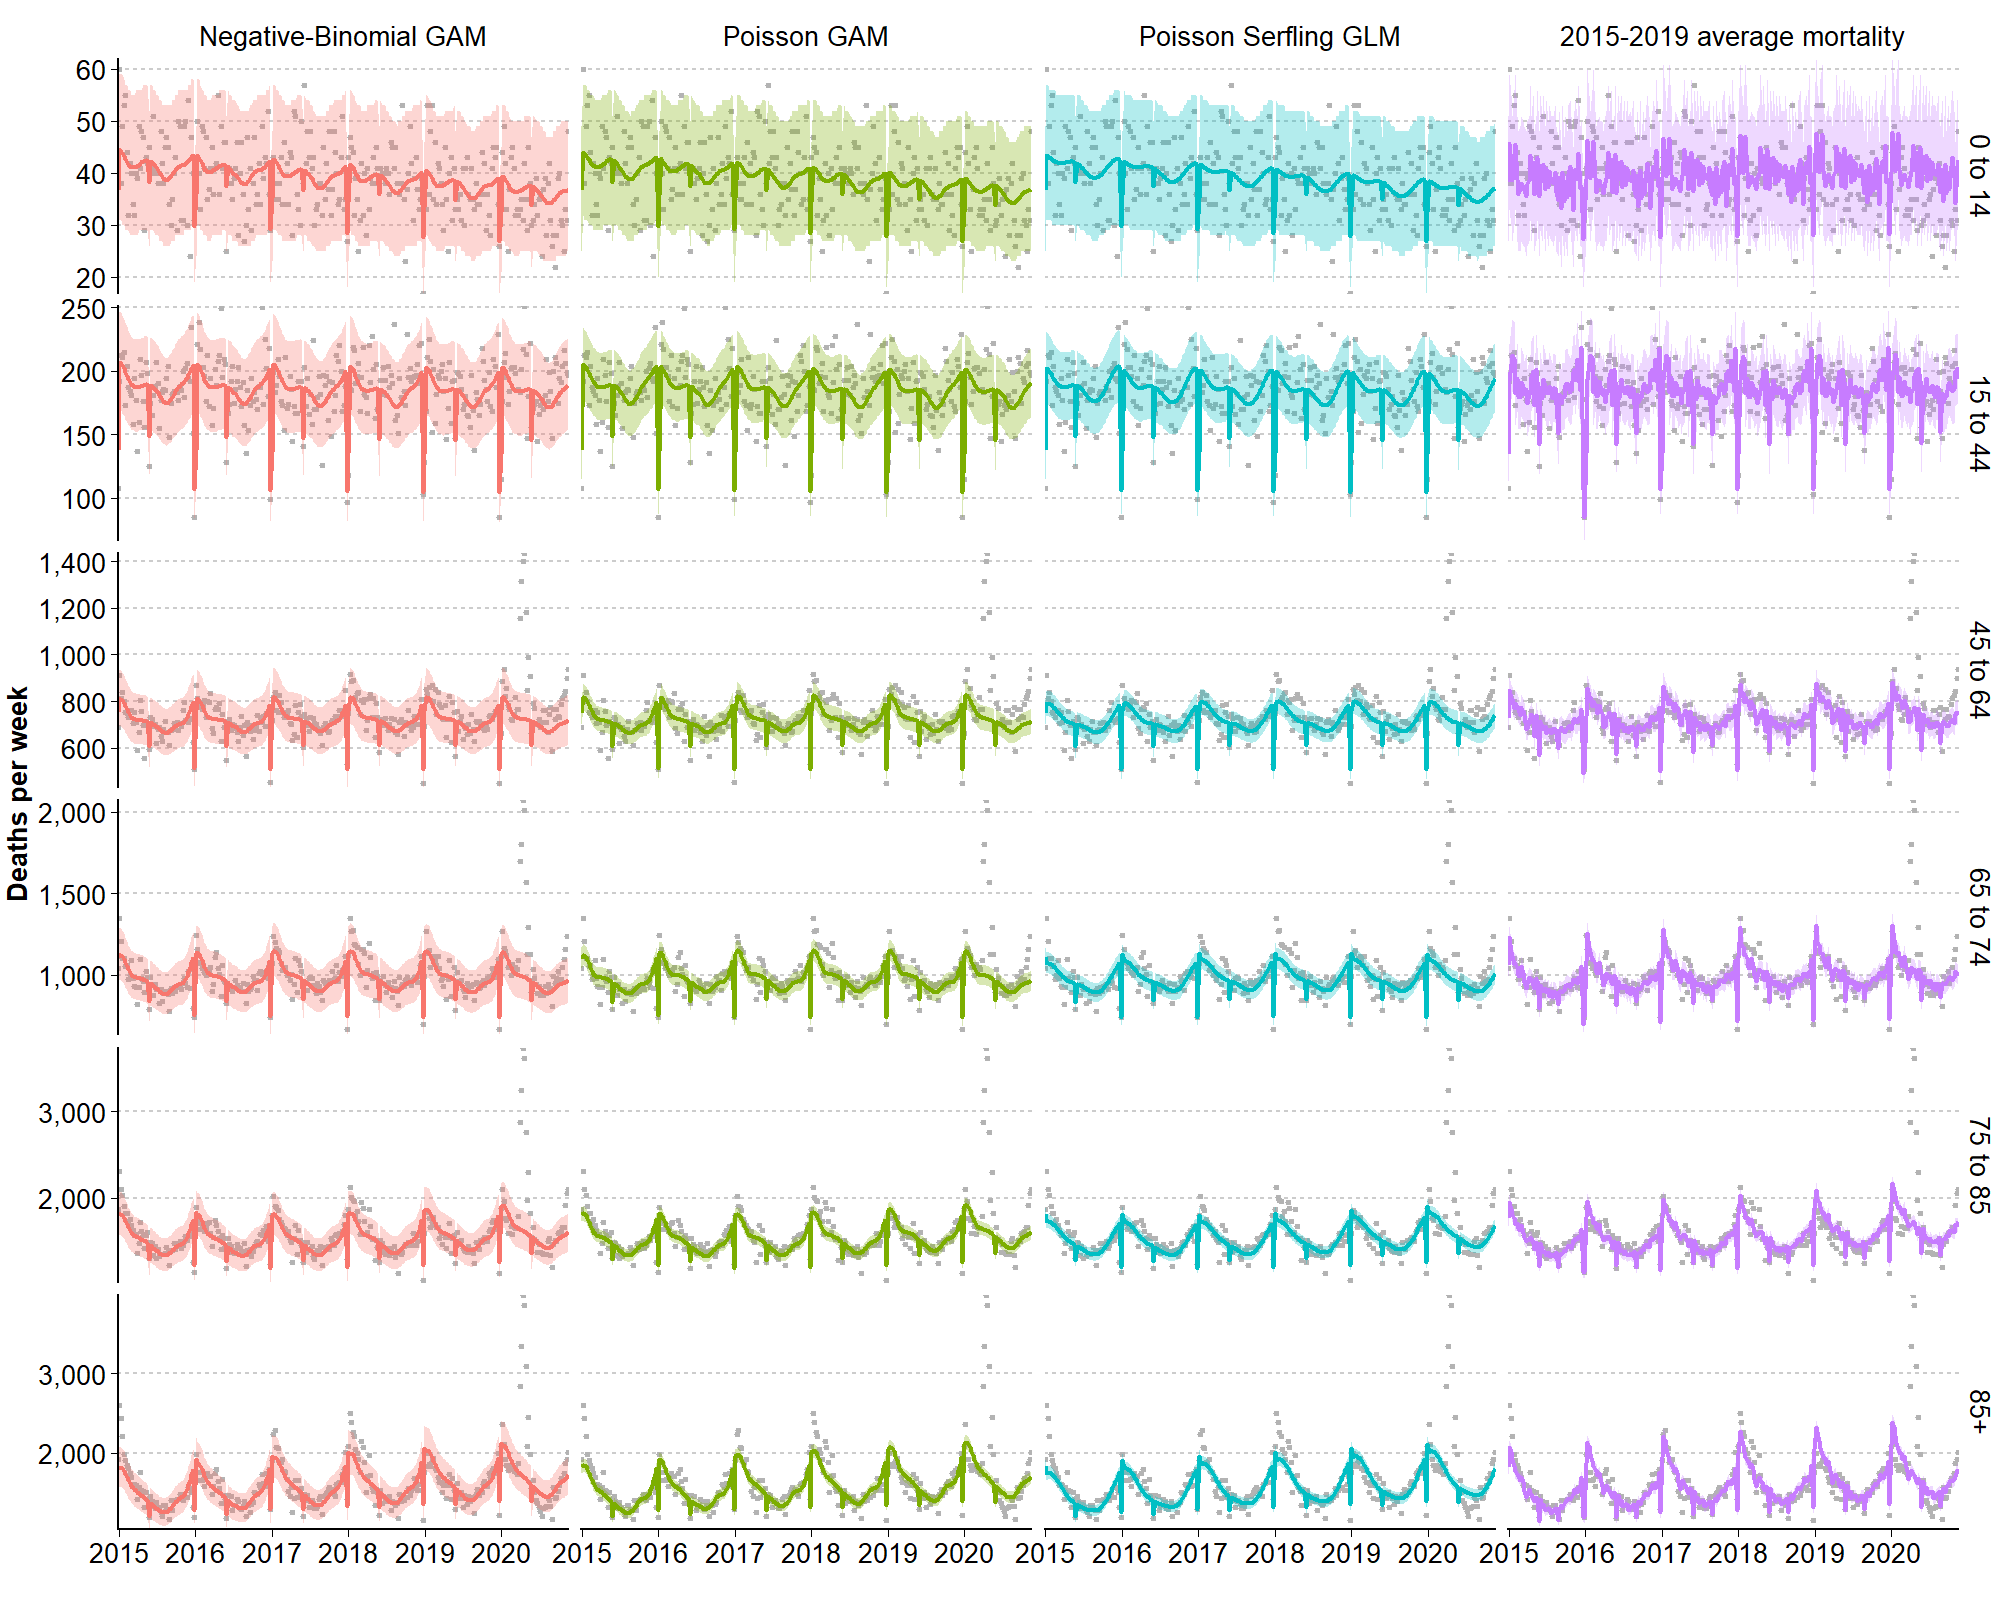 Negative-Binomial GAM
Poisson GAM
Poisson Serfling GLM
2015-2019 average mortality
Deaths per week
60
50
40
30
20
0 to 14
250
200
150
100
15 to 44
1,400
1,200
1,000
800
600
45 to 64
2,000
1,500
1,000
65 to 74
3,000
2,000
75 to 85
3,000
2,000
85+
2015 2016 2017 2018 2019 2020 2015 2016 2017 2018 2019 2020 2015 2016 2017 2018 2019 2020 2015 2016 2017 2018 2019 2020